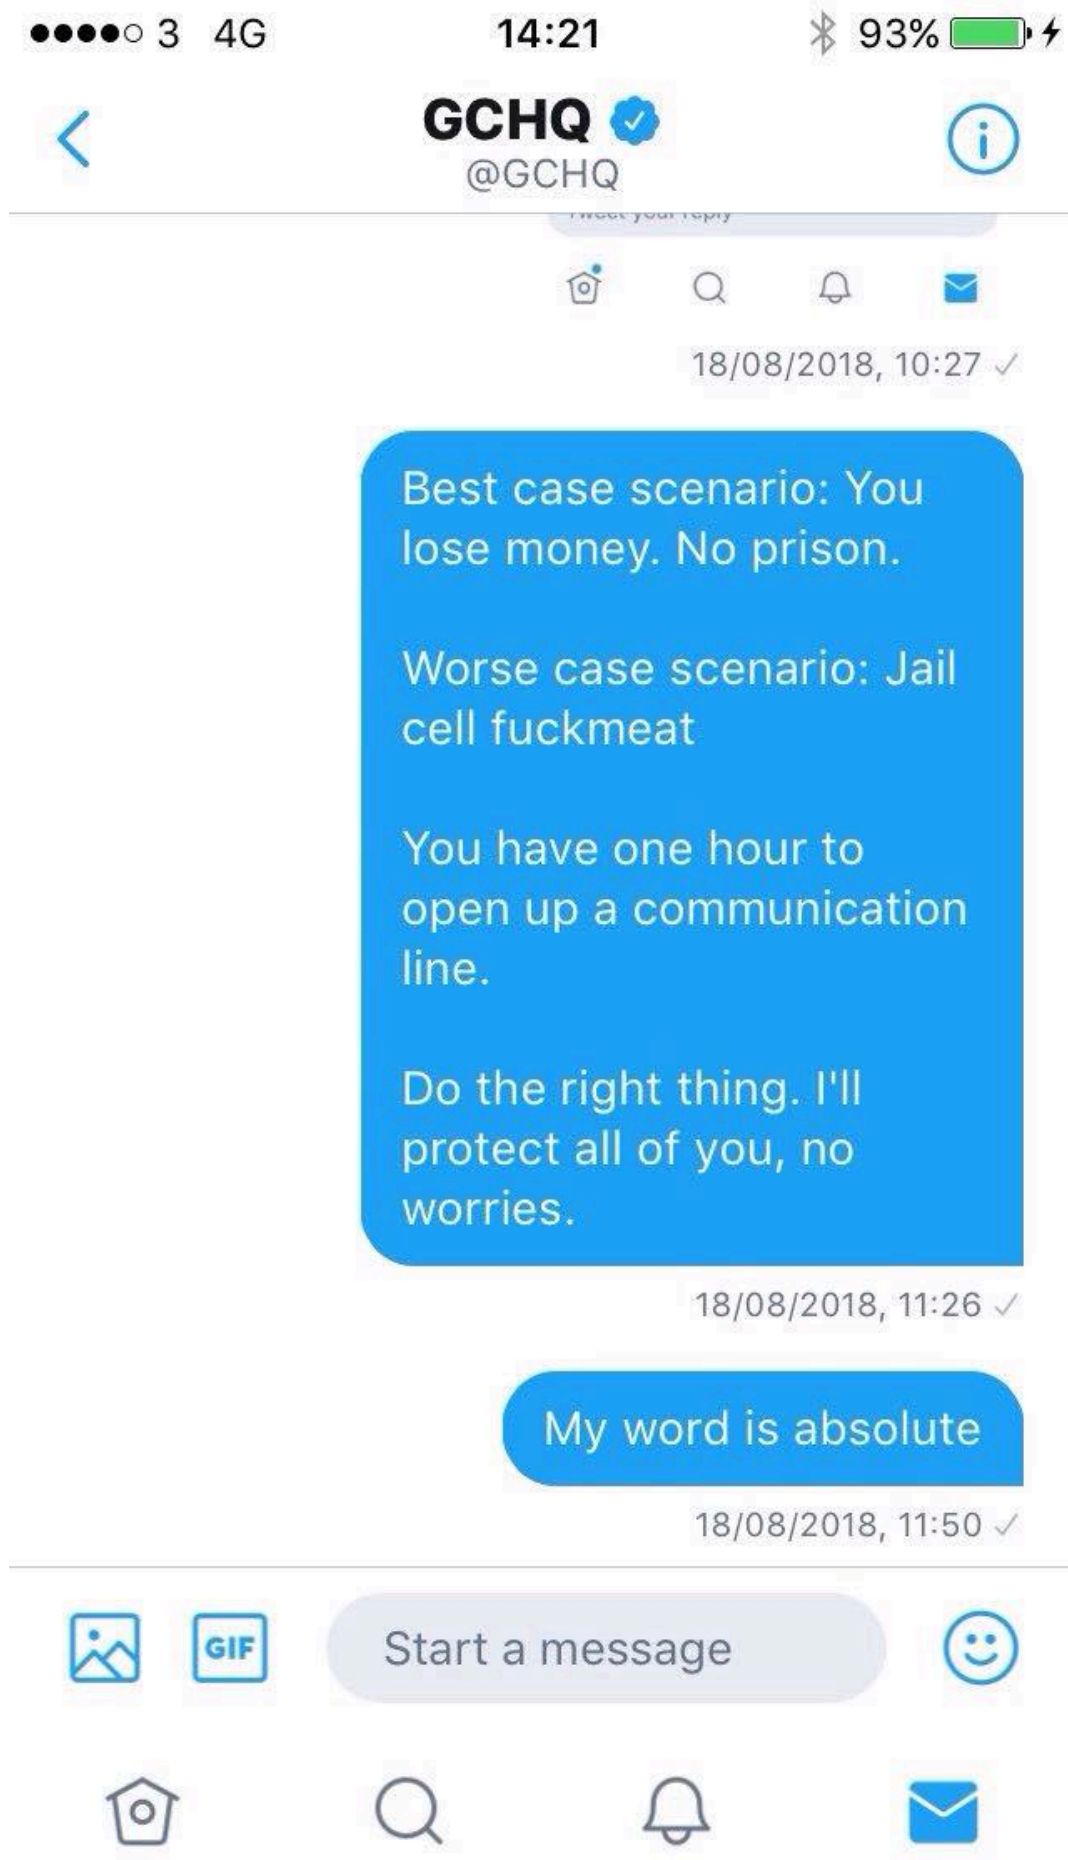 3 4G 14:21 93%
GCHQ
@GCHQ
Tweet your reply
18/08/2018, 10:27
Best case scenario: You
lose money. No prison.
Worse case scenario: Jail
cell fuckmeat
You have one hour to
open up a communication
line.
Do the right thing. I'll
protect all of you, no
worries.
18/08/2018, 11:26
My word is absolute
18/08/2018, 11:50
GIF Start a message